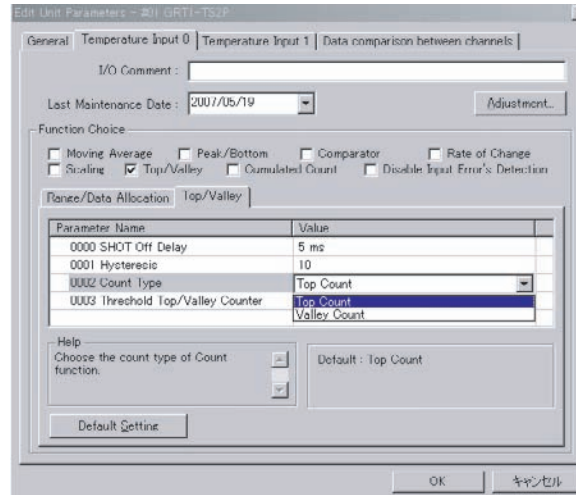 Edit Unit Parameters - #01 GRT1-TS2P
General Temperature Input 0 Temperature Input 1 Data comparison between channels
I/O Comment :
Last Maintenance Date : 2007/05/19 Adjustment...
Function Choice
Moving Average Peak/Bottom Comparator Rate of Change
Scaling Top/Valley Cumulated Count Disable Input Error's Detection
Range/Data Allocation Top/Valley
Parameter Name Value
0000 SHOT Off Delay 5 ms
0001 Hysteresis 10
0002 Count Type Top Count
0003 Threshold Top/Valley Counter Top Count
Valley Count
Help
Choose the count type of Count
function.
Default : Top Count
Default Setting
OK キャンセル